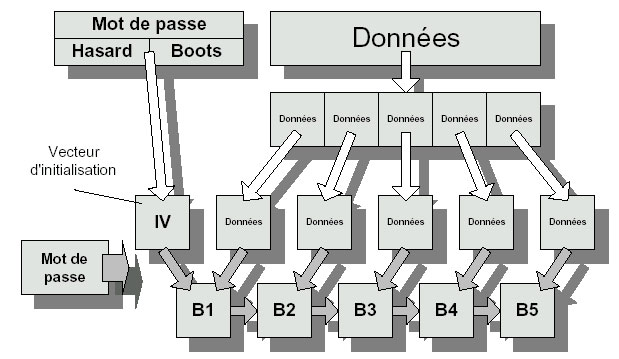 Mot de passe
Hasard Boots
Données
Données Données Données Données Données
Vecteur
d'initialisation
IV Données Données Données Données Données
Mot de
passe
B1 B2 B3 B4 B5